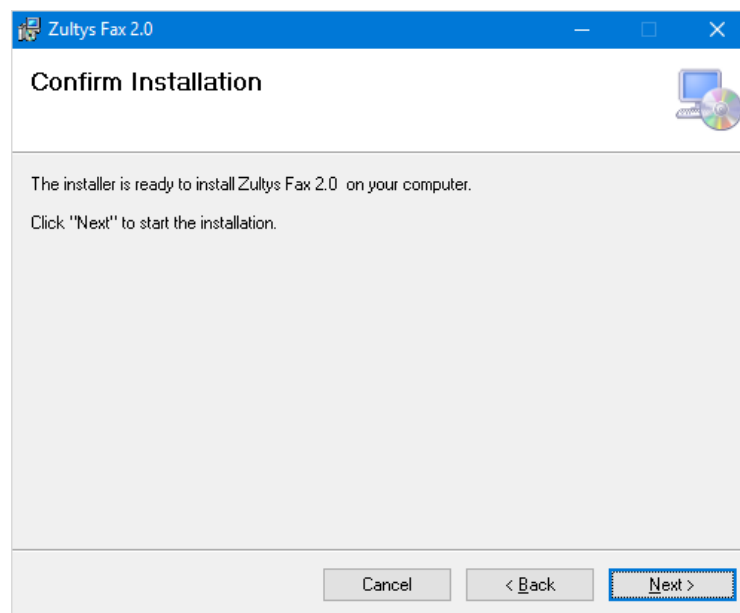 Zultys Fax 2.0
Confirm Installation
The installer is ready to install Zultys Fax 2.0  on your computer.
Click "Next" to start the installation.
Cancel
< Back
Next >